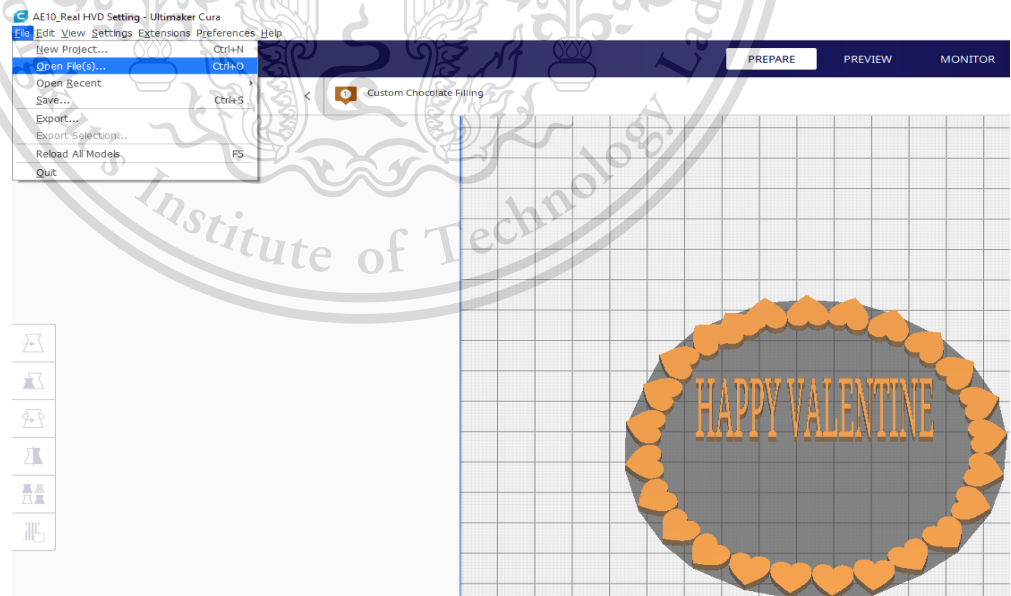 AE10_Real HVD Setting - Ultimaker Cura
File Edit View Settings Extensions Preferences Help
New Project... Ctrl+N
Open File(s)... Ctrl+O
Open Recent
Save... Ctrl+S
Export...
Export Selection...
Reload All Models F5
Quit
PREPARE PREVIEW MONITOR
1 Custom Chocolate Filling
Institute of Technology Lad
HAPPY VALENTINE